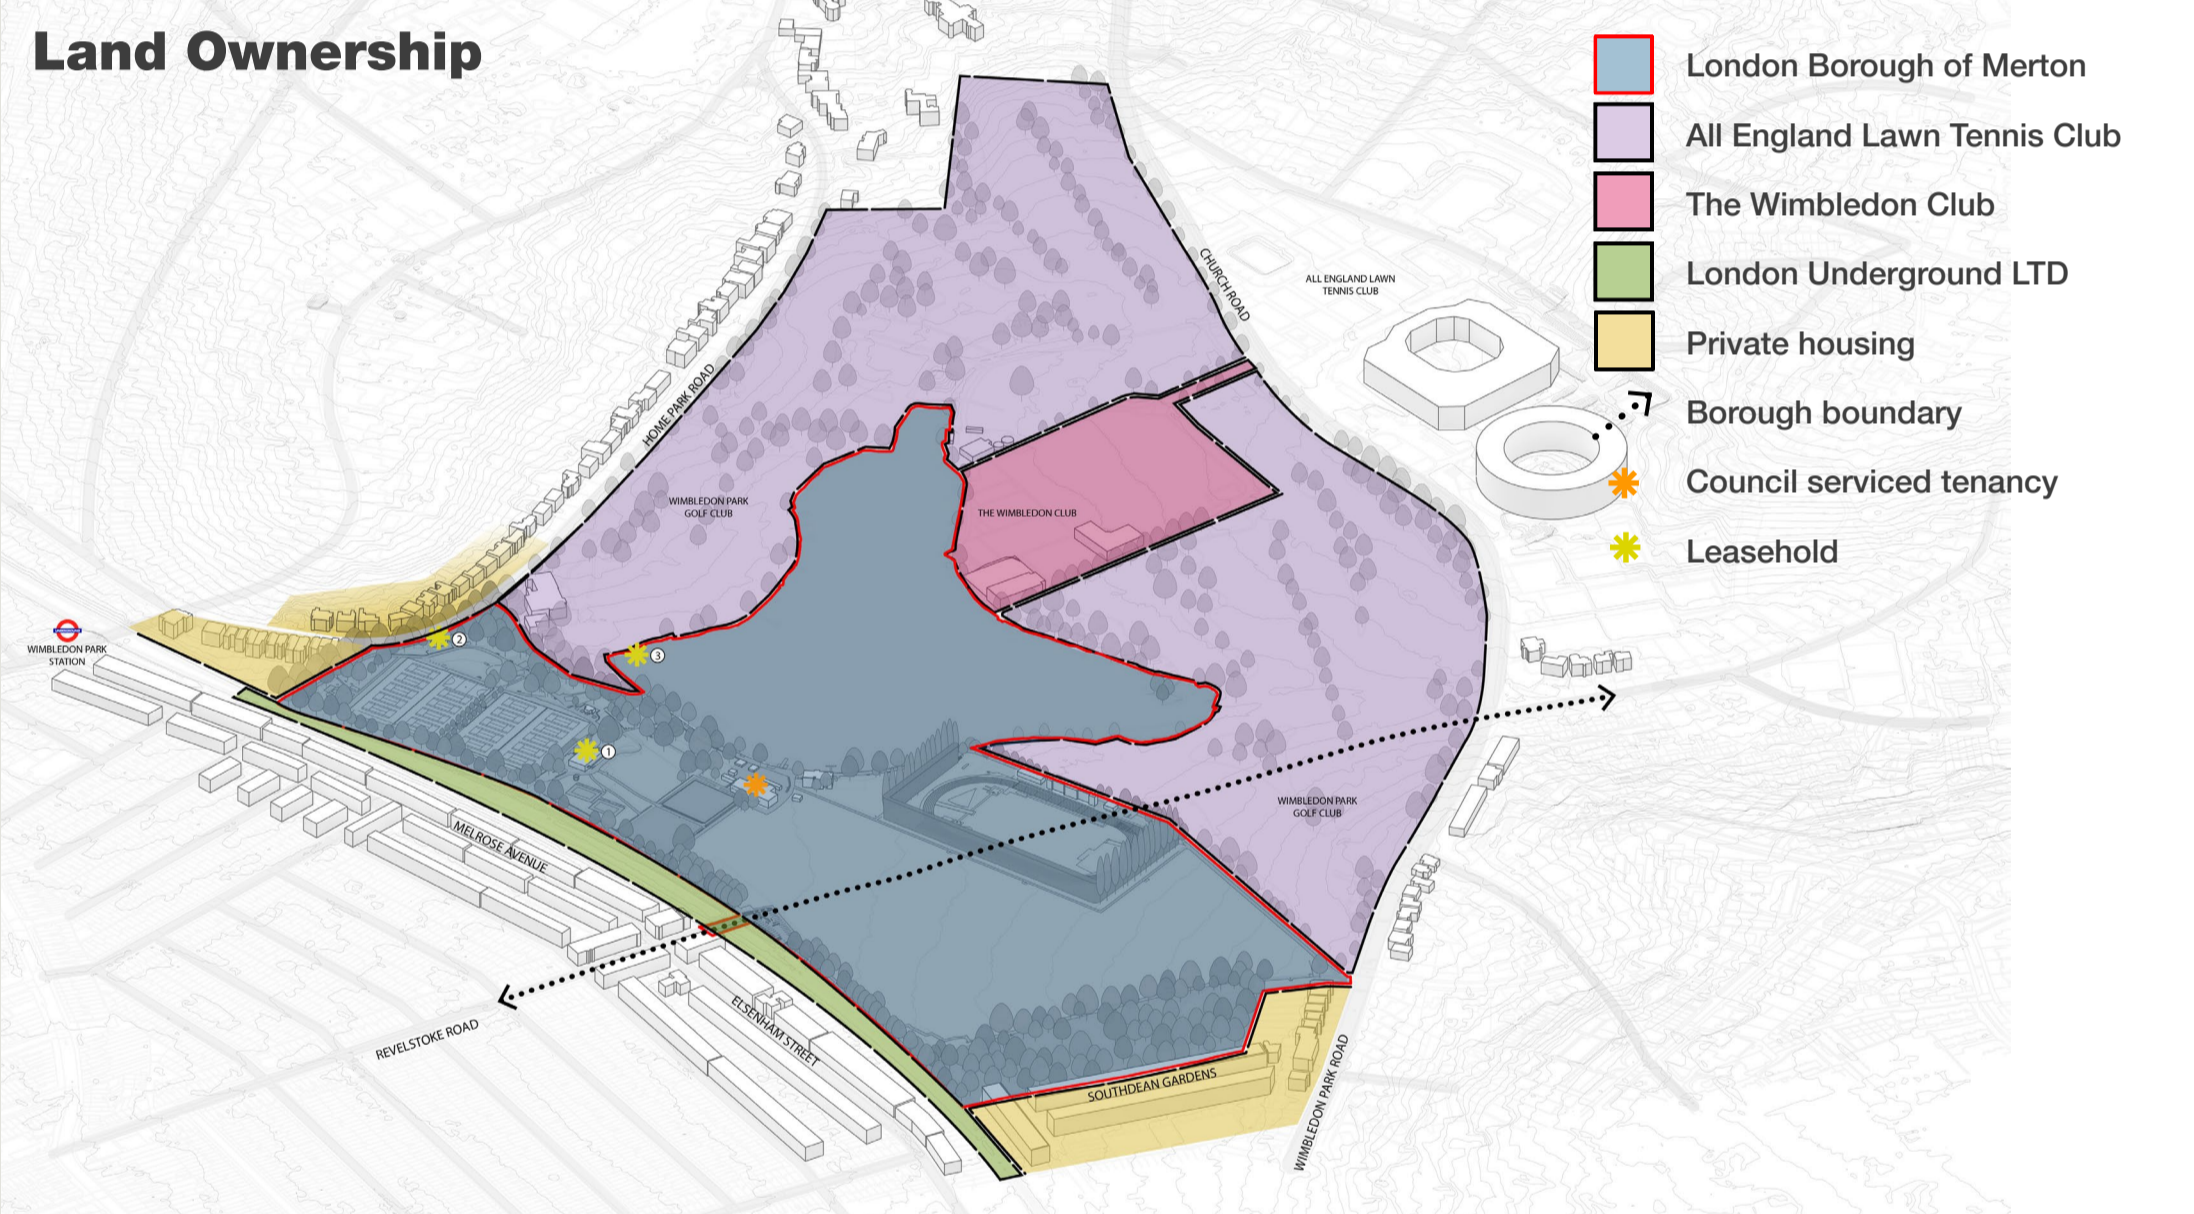 Land Ownership
London Borough of Merton
All England Lawn Tennis Club
The Wimbledon Club
London Underground LTD
Private housing
Borough boundary
Council serviced tenancy
Leasehold
CHURCH ROAD
ALL ENGLAND LAWN
TENNIS CLUB
HOME PARK ROAD
WIMBLEDON PARK
GOLF CLUB
THE WIMBLEDON CLUB
WIMBLEDON PARK
STATION
2
3
1
WIMBLEDON PARK
GOLF CLUB
MELROSE AVENUE
ELSENHAM STREET
REVELSTOKE ROAD
SOUTHDEAN GARDENS
WIMBLEDON PARK ROAD